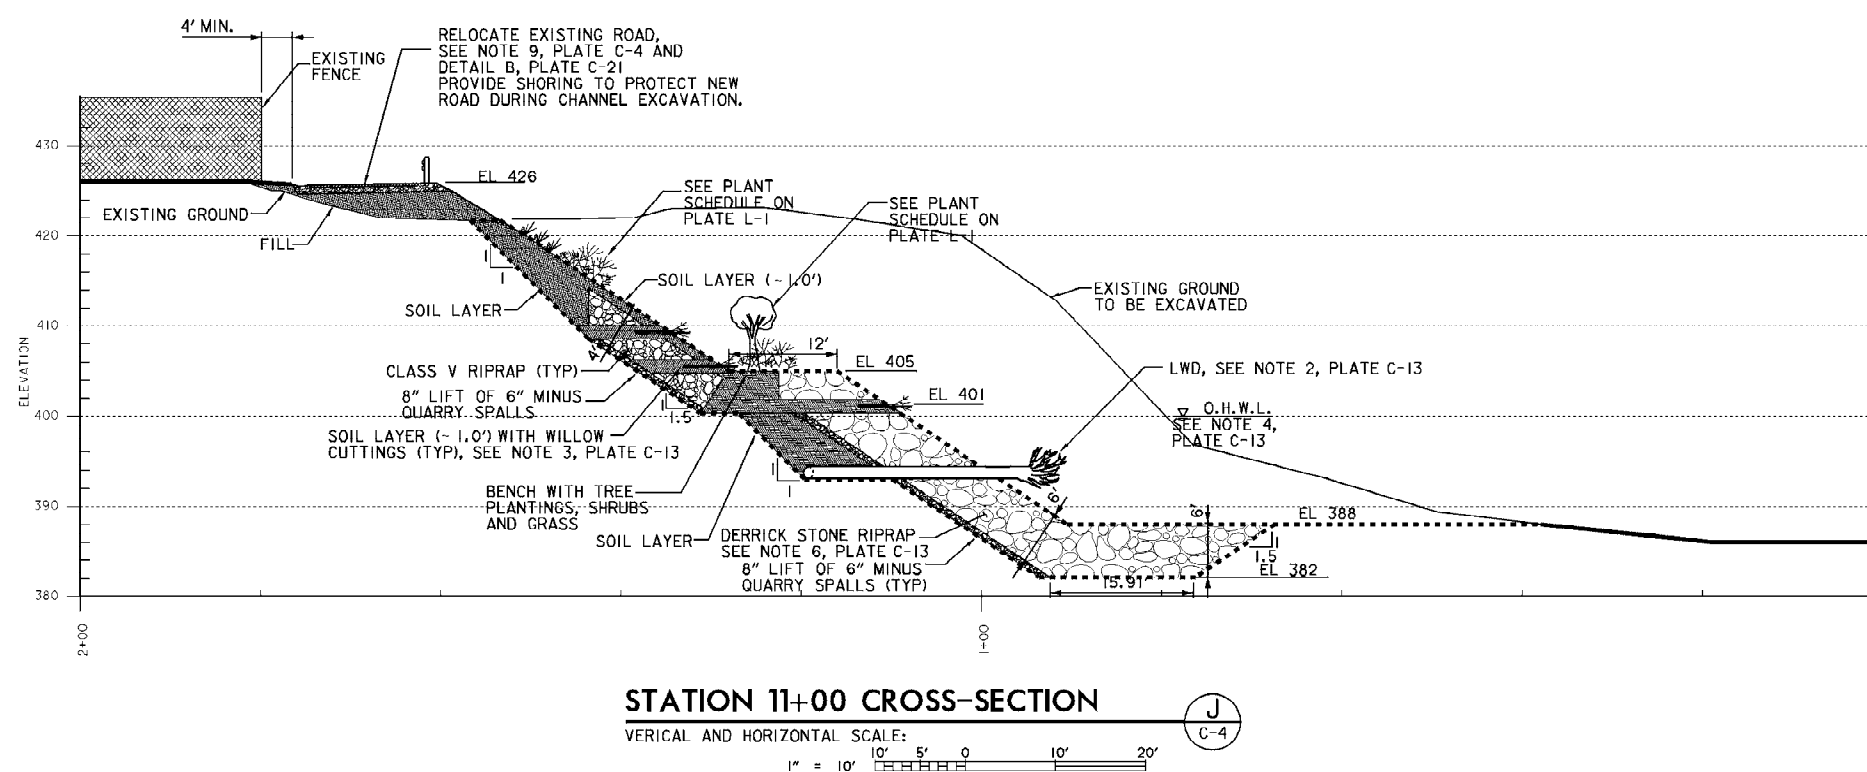 4' MIN.
EXISTING
FENCE
RELOCATE EXISTING ROAD,
SEE NOTE 9, PLATE C-4 AND
DETAIL B, PLATE C-21
PROVIDE SHORING TO PROTECT NEW
ROAD DURING CHANNEL EXCAVATION.
430
EL 426
EXISTING GROUND
FILL
SEE PLANT
SCHEDULE ON
PLATE L-1
SEE PLANT
SCHEDULE ON
PLATE L-1
420
1
1
SOIL LAYER (~1.0')
SOIL LAYER
EXISTING GROUND
TO BE EXCAVATED
410
ELEVATION
4'
12'
EL 405
CLASS V RIPRAP (TYP)
8" LIFT OF 6" MINUS
QUARRY SPALLS
LWD, SEE NOTE 2, PLATE C-13
EL 401
400
1
1.5
O.H.W.L.
SEE NOTE 4,
PLATE C-13
SOIL LAYER (~1.0') WITH WILLOW
CUTTINGS (TYP), SEE NOTE 3, PLATE C-13
1
1
BENCH WITH TREE
PLANTINGS, SHRUBS
AND GRASS
6'
6'
390
EL 388
SOIL LAYER
DERRICK STONE RIPRAP
SEE NOTE 6, PLATE C-13
8" LIFT OF 6" MINUS
QUARRY SPALLS (TYP)
1
1.5
EL 382
15.91
380
2+00
1+00
STATION 11+00 CROSS-SECTION
J
C-4
VERICAL AND HORIZONTAL SCALE:
10' 5' 0 10' 20'
1" = 10'